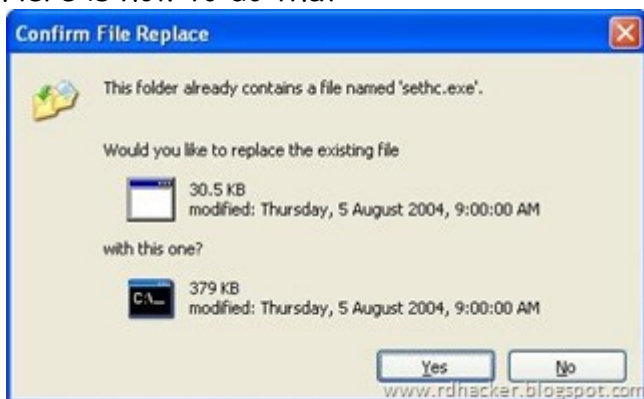 Confirm File Replace
This folder already contains a file named 'sethc.exe'.
Would you like to replace the existing file
30.5 KB
modified: Thursday, 5 August 2004, 9:00:00 AM
with this one?
C:\_
379 KB
modified: Thursday, 5 August 2004, 9:00:00 AM
Yes
No
www.rdhacker.blogspot.com